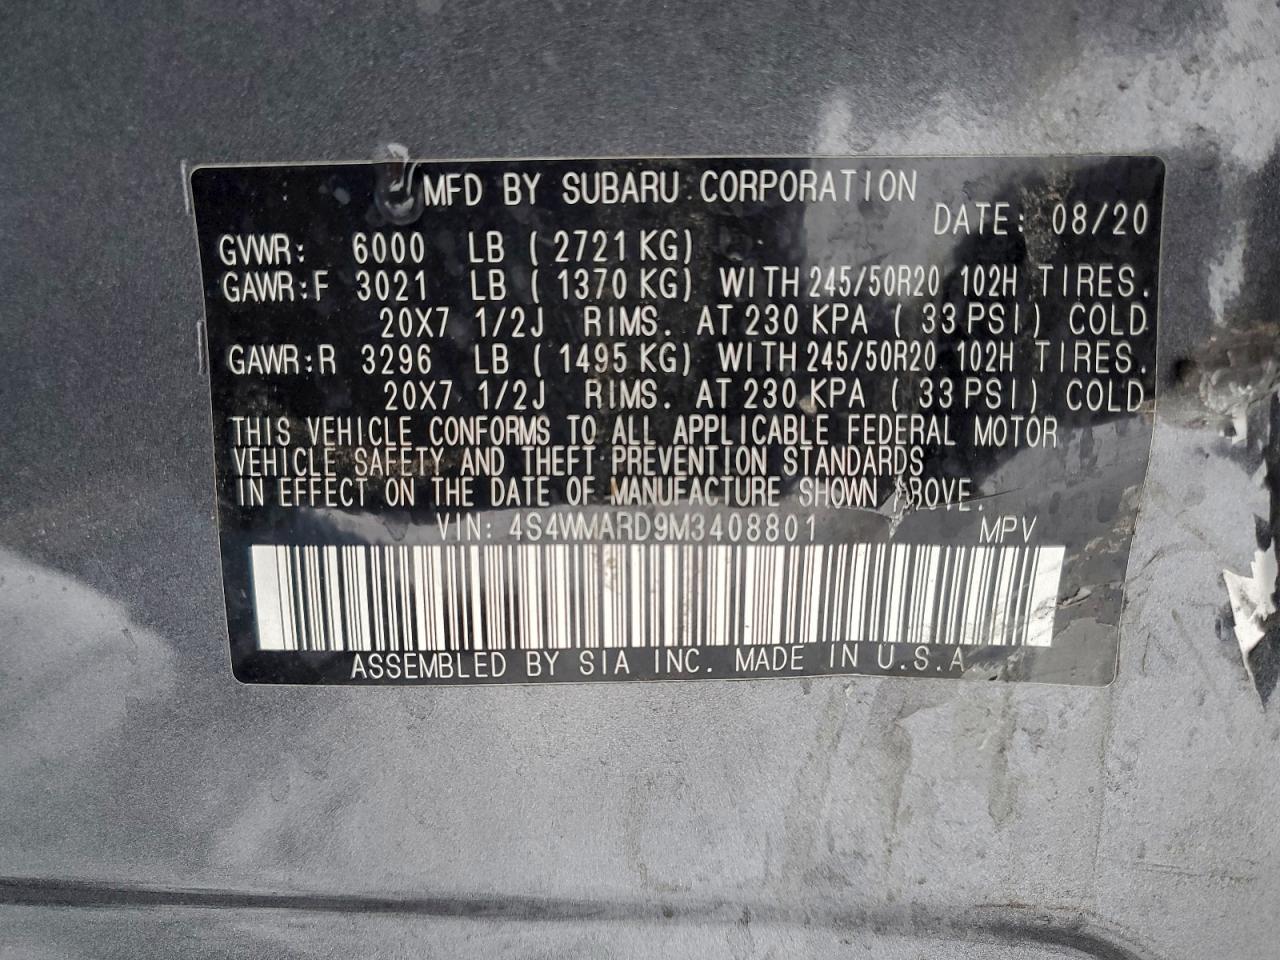 MFD BY SUBARU CORPORATION
DATE: 08/20
GVWR: 6000 LB ( 2721 KG)
GAWR:F 3021 LB ( 1370 KG) WITH 245/50R20 102H TIRES.
20X7 1/2J RIMS. AT 230 KPA ( 33 PSI) COLD
GAWR:R 3296 LB ( 1495 KG) WITH 245/50R20 102H TIRES.
20X7 1/2J RIMS. AT 230 KPA ( 33 PSI) COLD
THIS VEHICLE CONFORMS TO ALL APPLICABLE FEDERAL MOTOR
VEHICLE SAFETY AND THEFT PREVENTION STANDARDS
IN EFFECT ON THE DATE OF MANUFACTURE SHOWN ABOVE.
VIN: 4S4WMARD9M3408801 MPV
ASSEMBLED BY SIA INC. MADE IN U.S.A.